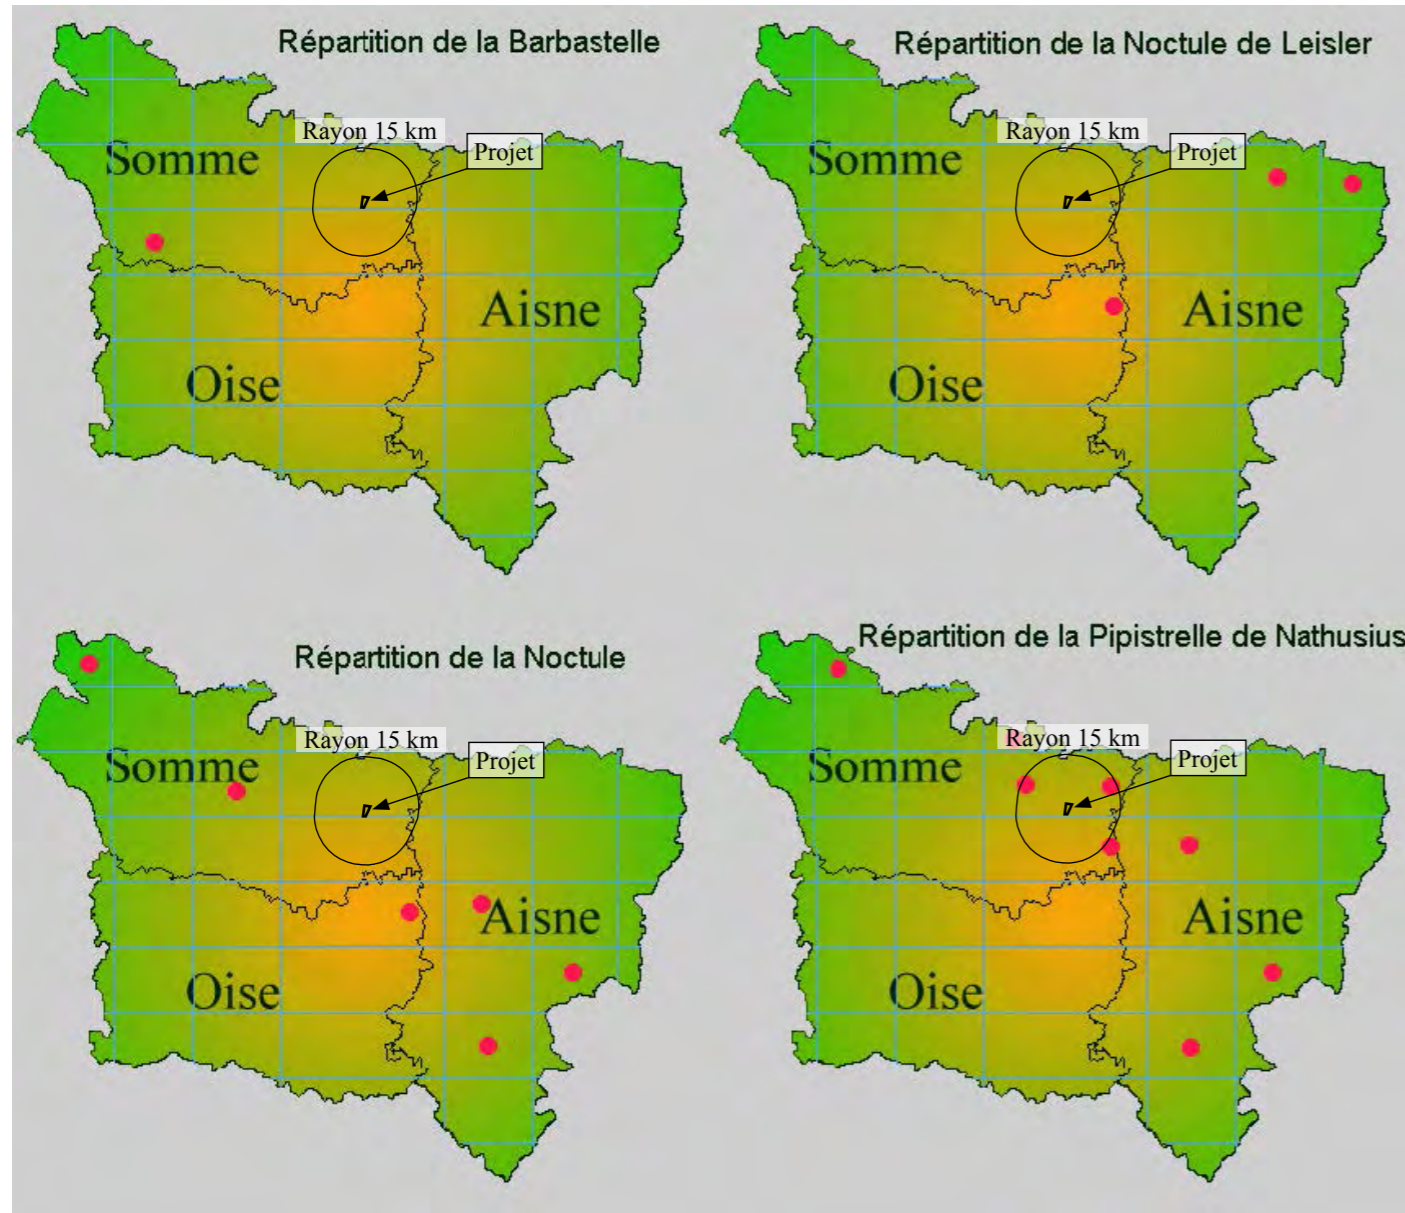 Répartition de la Barbastelle
Rayon 15 km
Projet
Somme
Aisne
Oise
Répartition de la Noctule de Leisler
Rayon 15 km
Projet
Somme
Aisne
Oise
Répartition de la Noctule
Rayon 15 km
Projet
Somme
Aisne
Oise
Répartition de la Pipistrelle de Nathusius
Rayon 15 km
Projet
Somme
Aisne
Oise